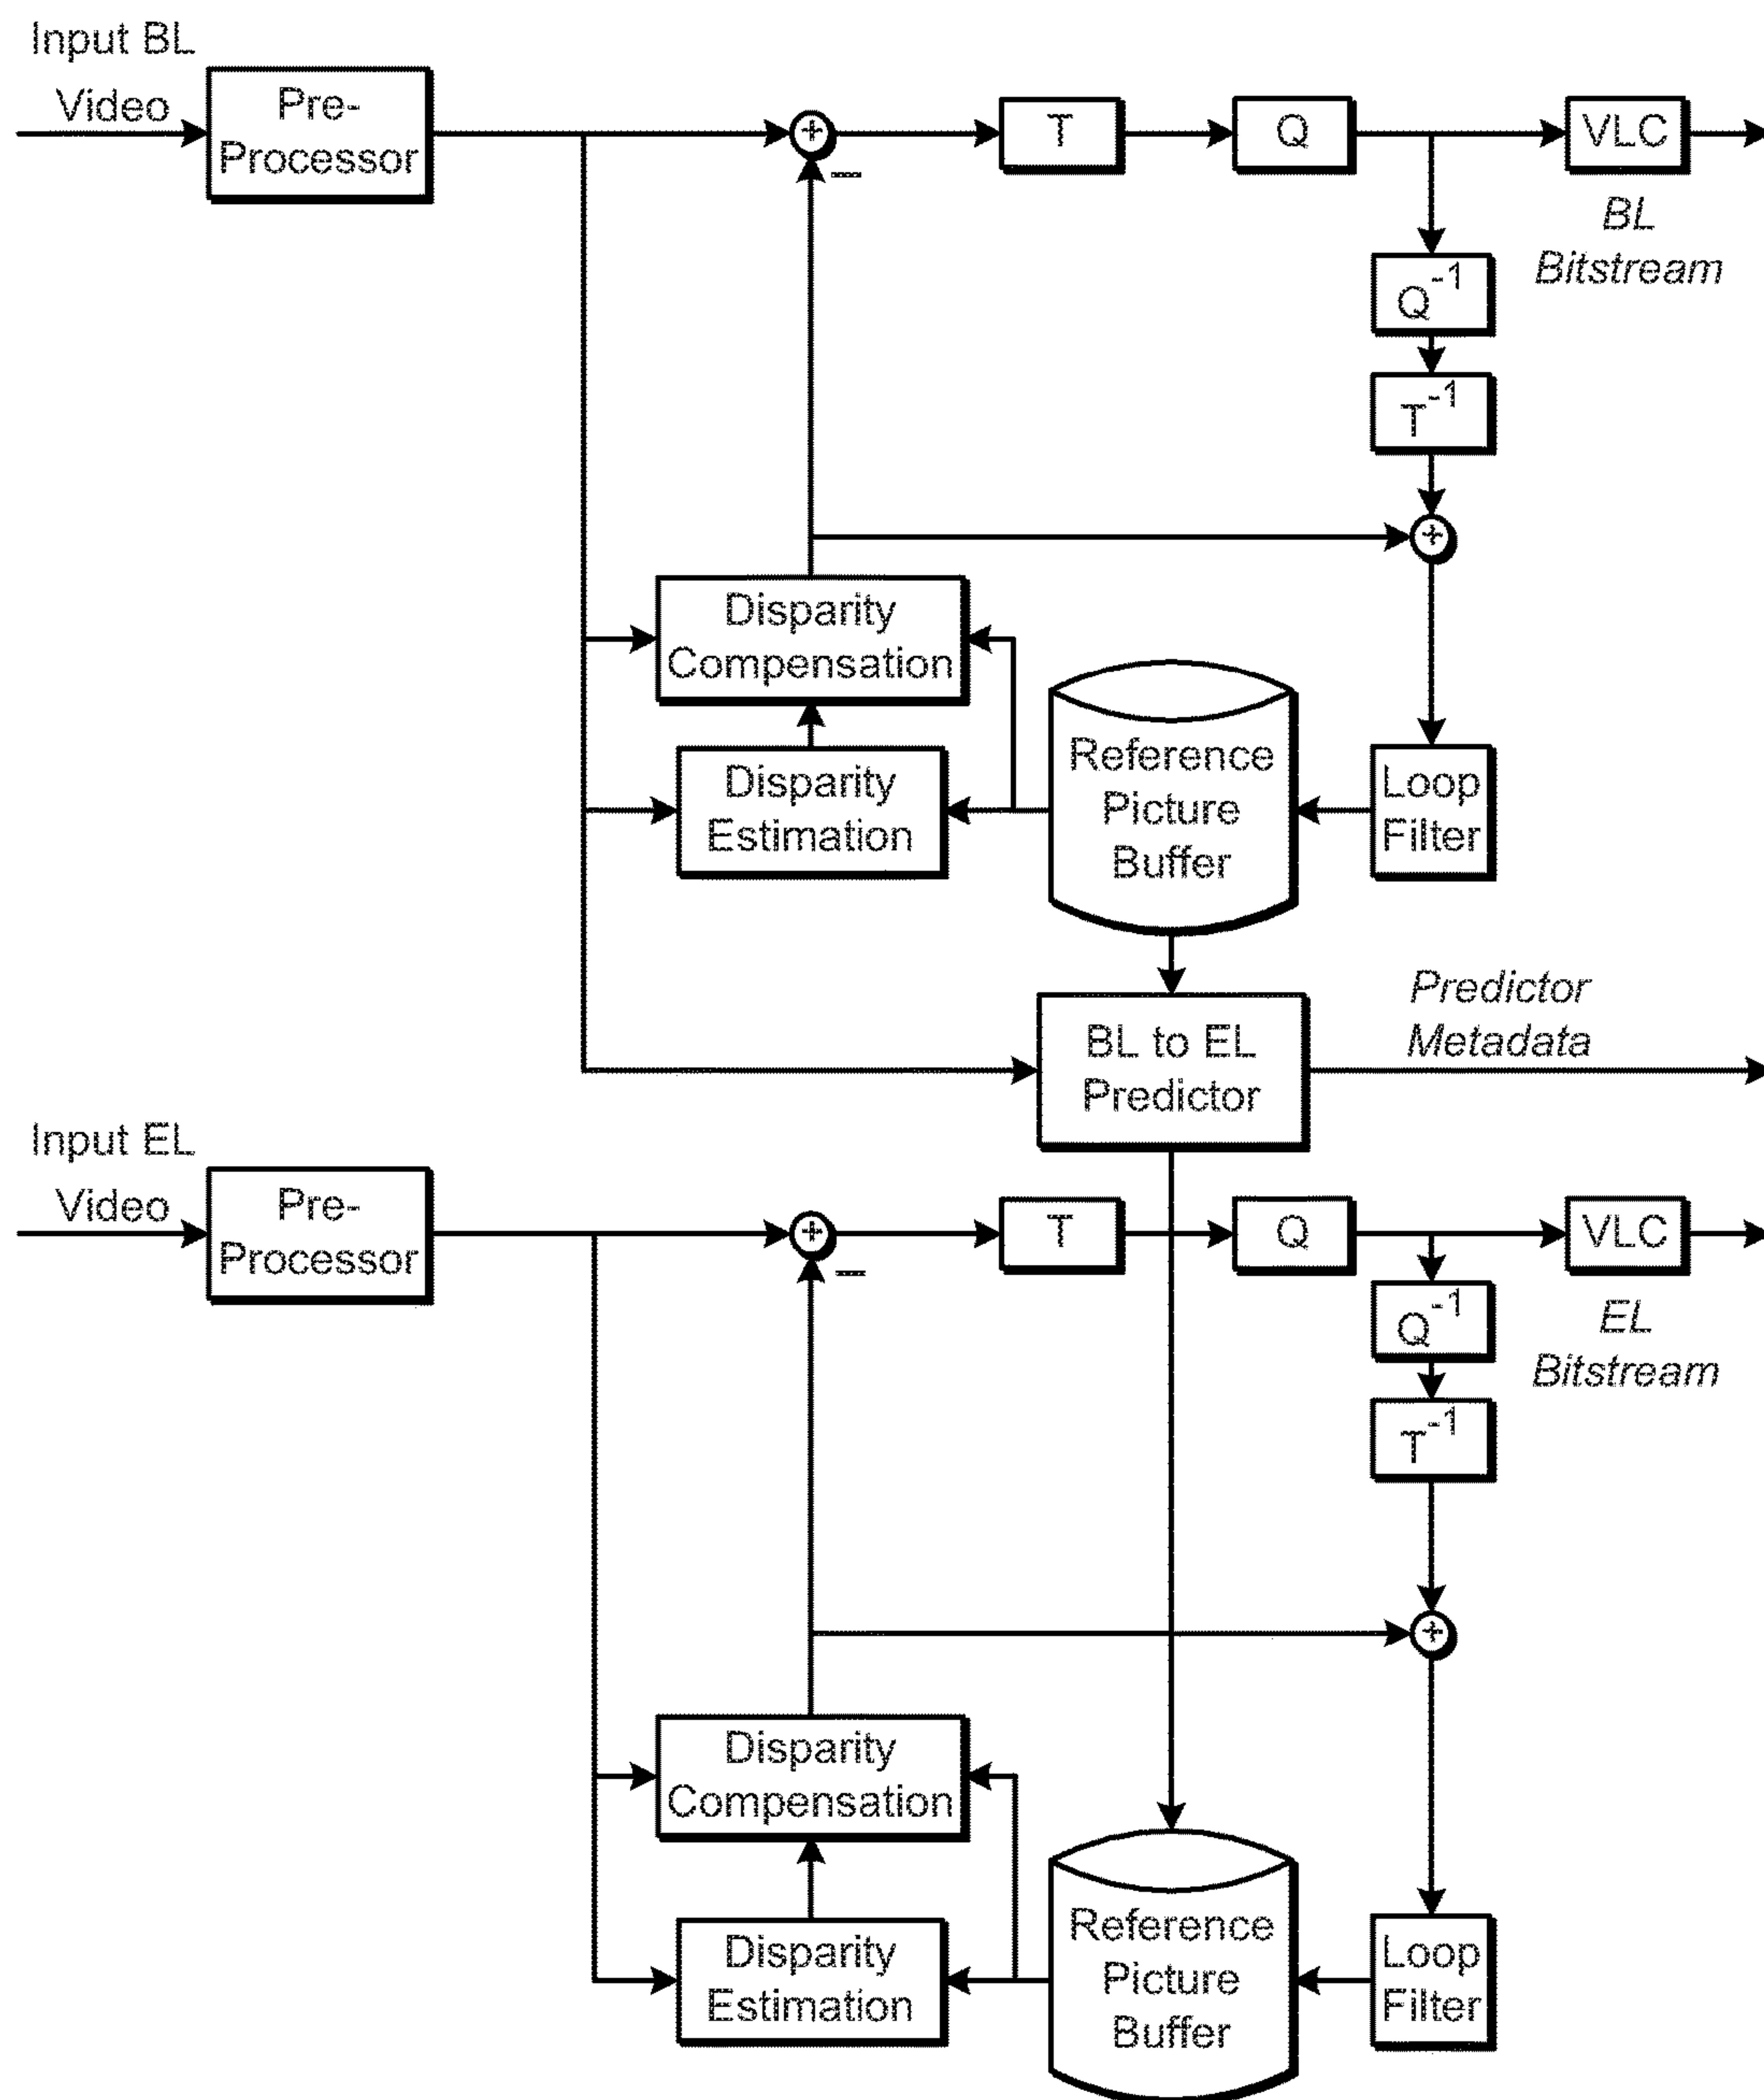 Input BL
Video
Pre-
Processor
+
—
T
Q
VLC
BL
Bitstream
Q-1
T-1
+
Disparity
Compensation
Disparity
Estimation
Reference
Picture
Buffer
Loop
Filter
BL to EL
Predictor
Predictor
Metadata
Input EL
Video
Pre-
Processor
+
—
T
Q
VLC
EL
Bitstream
Q-1
T-1
+
Disparity
Compensation
Disparity
Estimation
Reference
Picture
Buffer
Loop
Filter